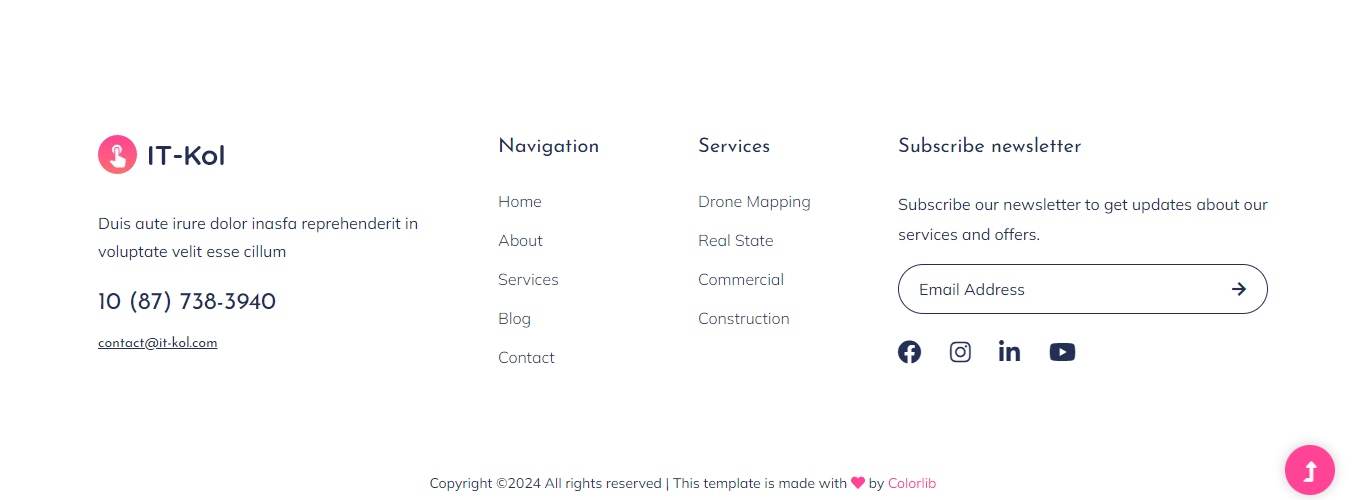 IT-Kol
Duis aute irure dolor inasfa reprehenderit in
voluptate velit esse cillum
10 (87) 738-3940
contact@it-kol.com
Navigation
Home
About
Services
Blog
Contact
Services
Drone Mapping
Real State
Commercial
Construction
Subscribe newsletter
Subscribe our newsletter to get updates about our
services and offers.
Email Address
Copyright ©2024 All rights reserved | This template is made with ♥ by Colorlib